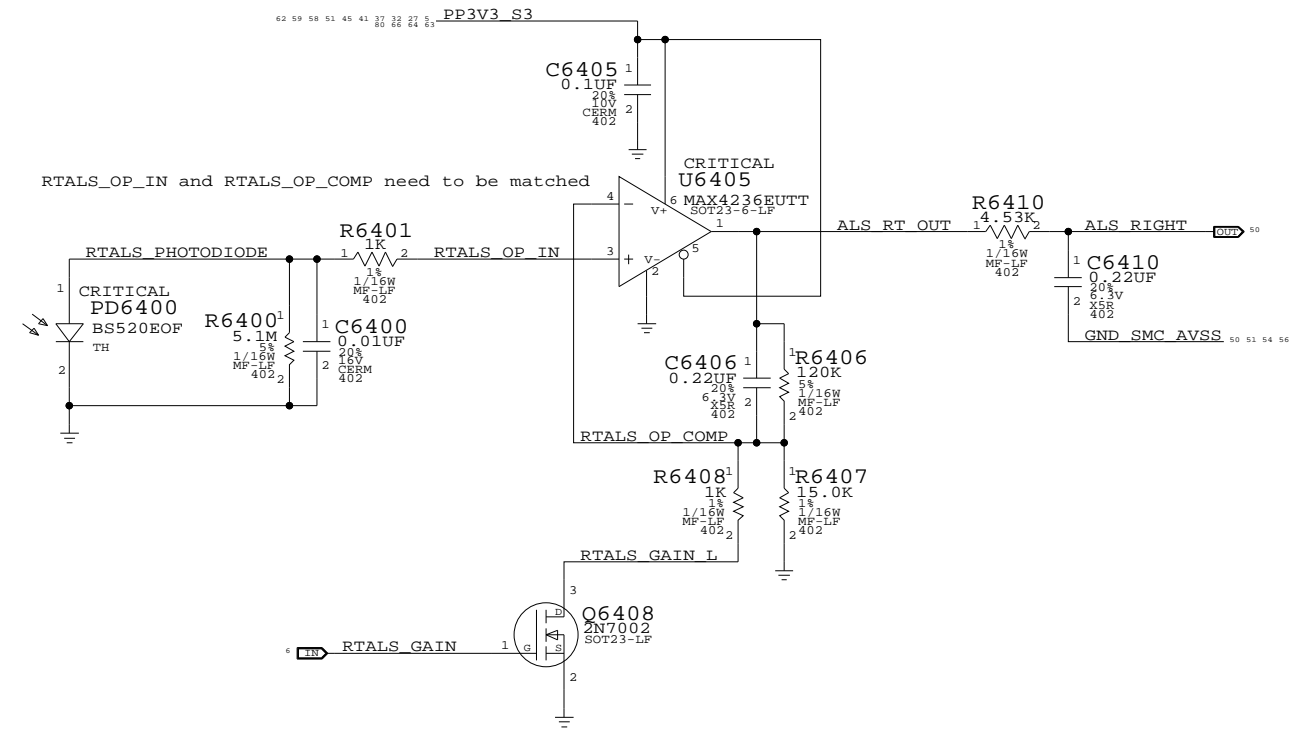 62 59 58 51 45 41 37 32 27 5
80 66 64 63
PP3V3_S3
C6405
0.1UF
20%
10V
CERM
402
1
2
RTALS_OP_IN and RTALS_OP_COMP need to be matched
CRITICAL
U6405
MAX4236EUTT
SOT23-6-LF
4
3
6
V+
V-
2
1
5
ALS_RT_OUT
R6410
4.53K
1
2
1%
1/16W
MF-LF
402
ALS_RIGHT
OUT
50
C6410
0.22UF
20%
6.3V
X5R
402
1
2
GND_SMC_AVSS
50 51 54 56
RTALS_PHOTODIODE
R6401
1K
1
2
1%
1/16W
MF-LF
402
RTALS_OP_IN
1
CRITICAL
PD6400
BS520EOF
TH
2
R6400
5.1M
5%
1/16W
MF-LF
402
1
2
C6400
0.01UF
20%
16V
CERM
402
1
2
C6406
0.22UF
20%
6.3V
X5R
402
1
2
R6406
120K
5%
1/16W
MF-LF
402
1
2
RTALS_OP_COMP
R6408
1K
1%
1/16W
MF-LF
402
1
2
R6407
15.0K
1%
1/16W
MF-LF
402
1
2
RTALS_GAIN_L
3
D
Q6408
2N7002
SOT23-LF
6
IN
RTALS_GAIN
1
G
S
2